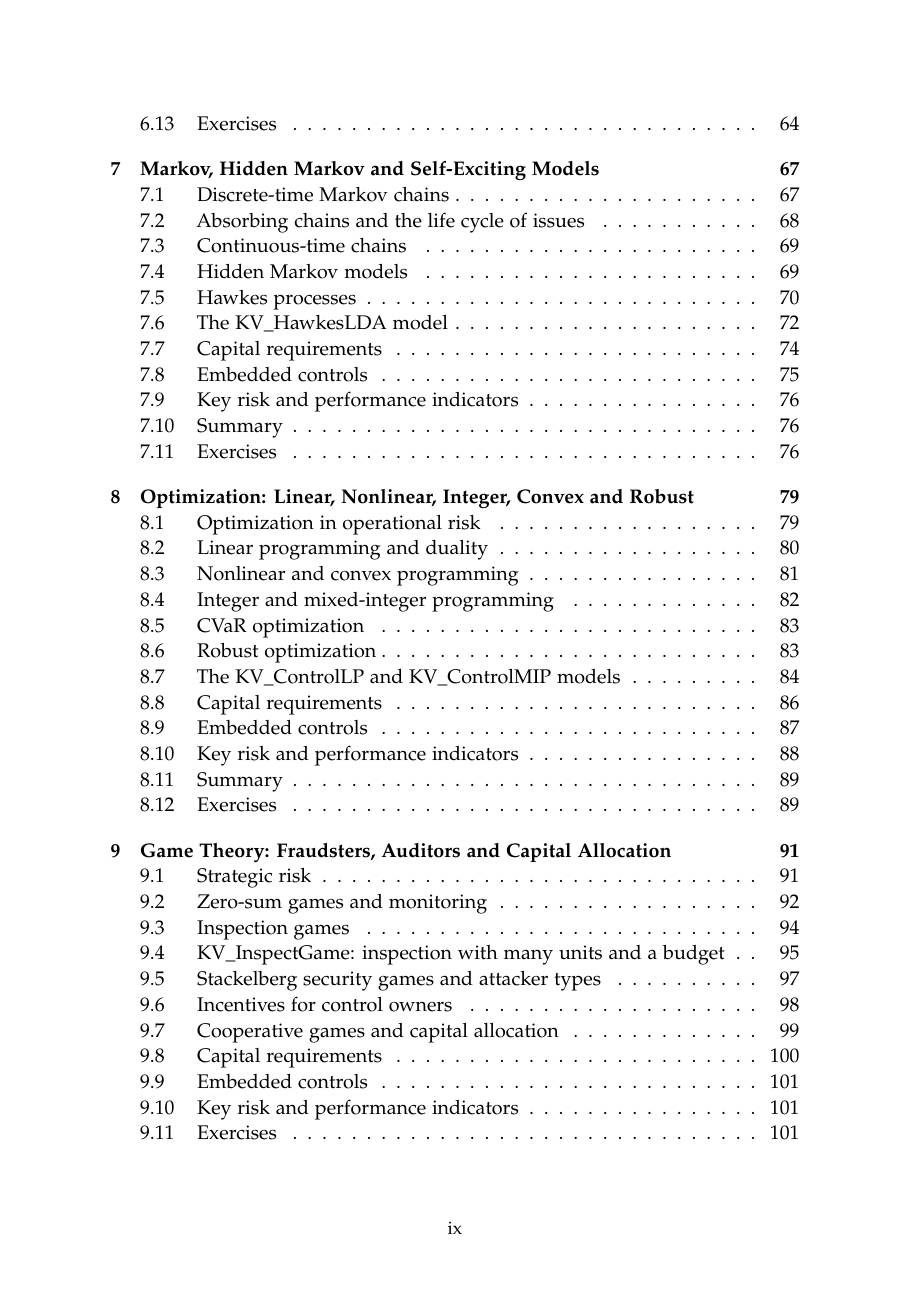 6.13 Exercises . . . . . . . . . . . . . . . . . . . . . . . . . . . . . . . . 64
7 Markov, Hidden Markov and Self-Exciting Models 67
7.1 Discrete-time Markov chains . . . . . . . . . . . . . . . . . . . . . 67
7.2 Absorbing chains and the life cycle of issues . . . . . . . . . . . 68
7.3 Continuous-time chains . . . . . . . . . . . . . . . . . . . . . . . 69
7.4 Hidden Markov models . . . . . . . . . . . . . . . . . . . . . . . 69
7.5 Hawkes processes . . . . . . . . . . . . . . . . . . . . . . . . . . . 70
7.6 The KV_HawkesLDA model . . . . . . . . . . . . . . . . . . . . . 72
7.7 Capital requirements . . . . . . . . . . . . . . . . . . . . . . . . . 74
7.8 Embedded controls . . . . . . . . . . . . . . . . . . . . . . . . . . 75
7.9 Key risk and performance indicators . . . . . . . . . . . . . . . . 76
7.10 Summary . . . . . . . . . . . . . . . . . . . . . . . . . . . . . . . . 76
7.11 Exercises . . . . . . . . . . . . . . . . . . . . . . . . . . . . . . . . 76
8 Optimization: Linear, Nonlinear, Integer, Convex and Robust 79
8.1 Optimization in operational risk . . . . . . . . . . . . . . . . . . 79
8.2 Linear programming and duality . . . . . . . . . . . . . . . . . . 80
8.3 Nonlinear and convex programming . . . . . . . . . . . . . . . . 81
8.4 Integer and mixed-integer programming . . . . . . . . . . . . . 82
8.5 CVaR optimization . . . . . . . . . . . . . . . . . . . . . . . . . . 83
8.6 Robust optimization . . . . . . . . . . . . . . . . . . . . . . . . . . 83
8.7 The KV_ControlLP and KV_ControlMIP models . . . . . . . . . 84
8.8 Capital requirements . . . . . . . . . . . . . . . . . . . . . . . . . 86
8.9 Embedded controls . . . . . . . . . . . . . . . . . . . . . . . . . . 87
8.10 Key risk and performance indicators . . . . . . . . . . . . . . . . 88
8.11 Summary . . . . . . . . . . . . . . . . . . . . . . . . . . . . . . . . 89
8.12 Exercises . . . . . . . . . . . . . . . . . . . . . . . . . . . . . . . . 89
9 Game Theory: Fraudsters, Auditors and Capital Allocation 91
9.1 Strategic risk . . . . . . . . . . . . . . . . . . . . . . . . . . . . . . 91
9.2 Zero-sum games and monitoring . . . . . . . . . . . . . . . . . . 92
9.3 Inspection games . . . . . . . . . . . . . . . . . . . . . . . . . . . 94
9.4 KV_InspectGame: inspection with many units and a budget . . 95
9.5 Stackelberg security games and attacker types . . . . . . . . . . 97
9.6 Incentives for control owners . . . . . . . . . . . . . . . . . . . . 98
9.7 Cooperative games and capital allocation . . . . . . . . . . . . . 99
9.8 Capital requirements . . . . . . . . . . . . . . . . . . . . . . . . . 100
9.9 Embedded controls . . . . . . . . . . . . . . . . . . . . . . . . . . 101
9.10 Key risk and performance indicators . . . . . . . . . . . . . . . . 101
9.11 Exercises . . . . . . . . . . . . . . . . . . . . . . . . . . . . . . . . 101
ix